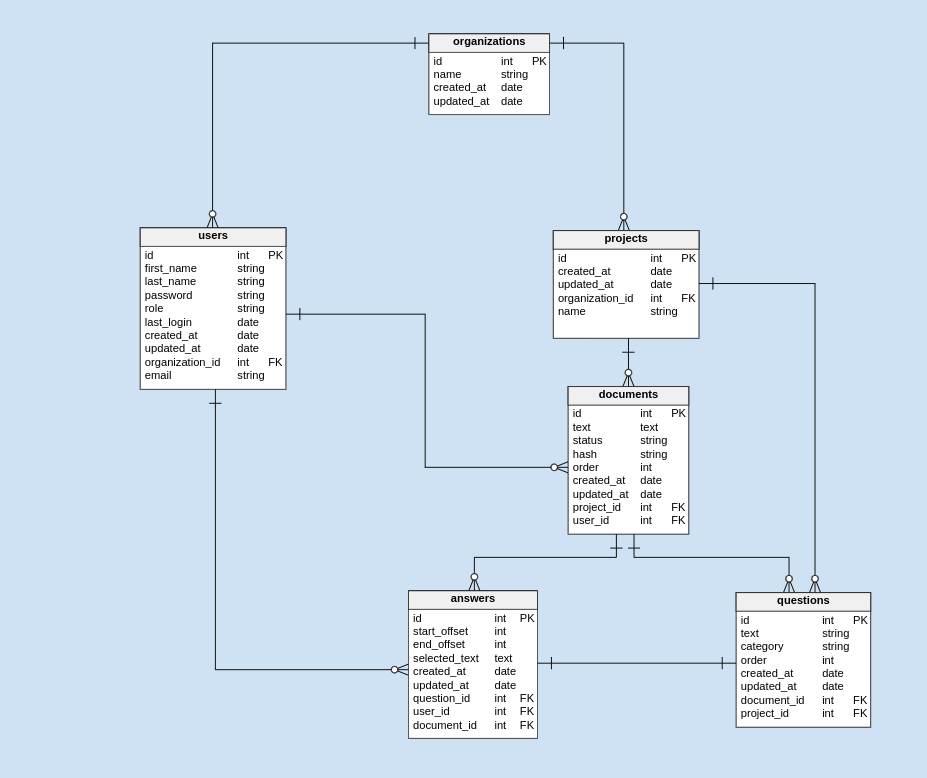 organizations
id int PK
name string
created_at date
updated_at date
users
id int PK
first_name string
last_name string
password string
role string
last_login date
created_at date
updated_at date
organization_id int FK
email string
projects
id int PK
created_at date
updated_at date
organization_id int FK
name string
documents
id int PK
text text
status string
hash string
order int
created_at date
updated_at date
project_id int FK
user_id int FK
answers
id int PK
start_offset int
end_offset int
selected_text text
created_at date
updated_at date
question_id int FK
user_id int FK
document_id int FK
questions
id int PK
text string
category string
order int
created_at date
updated_at date
document_id int FK
project_id int FK